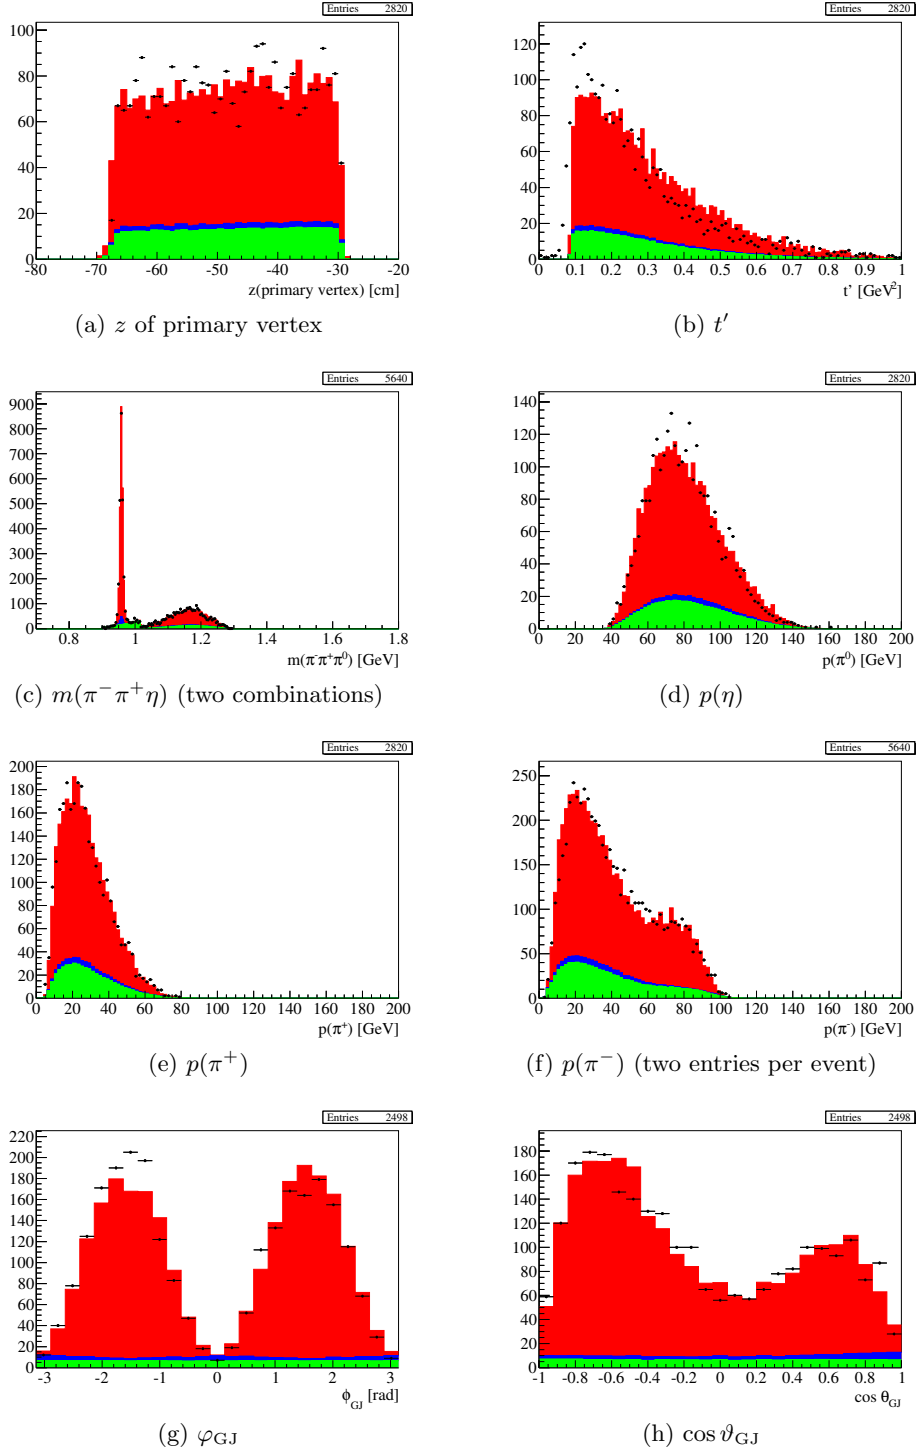 Entries 2820
100
80
60
40
20
0
-80 -70 -60 -50 -40 -30 -20
z(primary vertex) [cm]
(a) z of primary vertex
Entries 2820
120
100
80
60
40
20
0
0 0.1 0.2 0.3 0.4 0.5 0.6 0.7 0.8 0.9 1
t' [GeV²]
(b) t′
Entries 5640
900
800
700
600
500
400
300
200
100
0
0.8 1 1.2 1.4 1.6 1.8
m(π⁻π⁺π⁰) [GeV]
(c) m(π⁻π⁺η) (two combinations)
Entries 2820
140
120
100
80
60
40
20
0
0 20 40 60 80 100 120 140 160 180 200
p(π⁰) [GeV]
(d) p(η)
Entries 2820
200
180
160
140
120
100
80
60
40
20
0
0 20 40 60 80 100 120 140 160 180 200
p(π⁺) [GeV]
(e) p(π⁺)
Entries 5640
250
200
150
100
50
0
0 20 40 60 80 100 120 140 160 180 200
p(π⁻) [GeV]
(f) p(π⁻) (two entries per event)
Entries 2498
220
200
180
160
140
120
100
80
60
40
20
0
-3 -2 -1 0 1 2 3
ϕ_GJ [rad]
(g) φ_GJ
Entries 2498
180
160
140
120
100
80
60
40
20
0
-1 -0.8 -0.6 -0.4 -0.2 0 0.2 0.4 0.6 0.8 1
cos θ_GJ
(h) cos ϑ_GJ